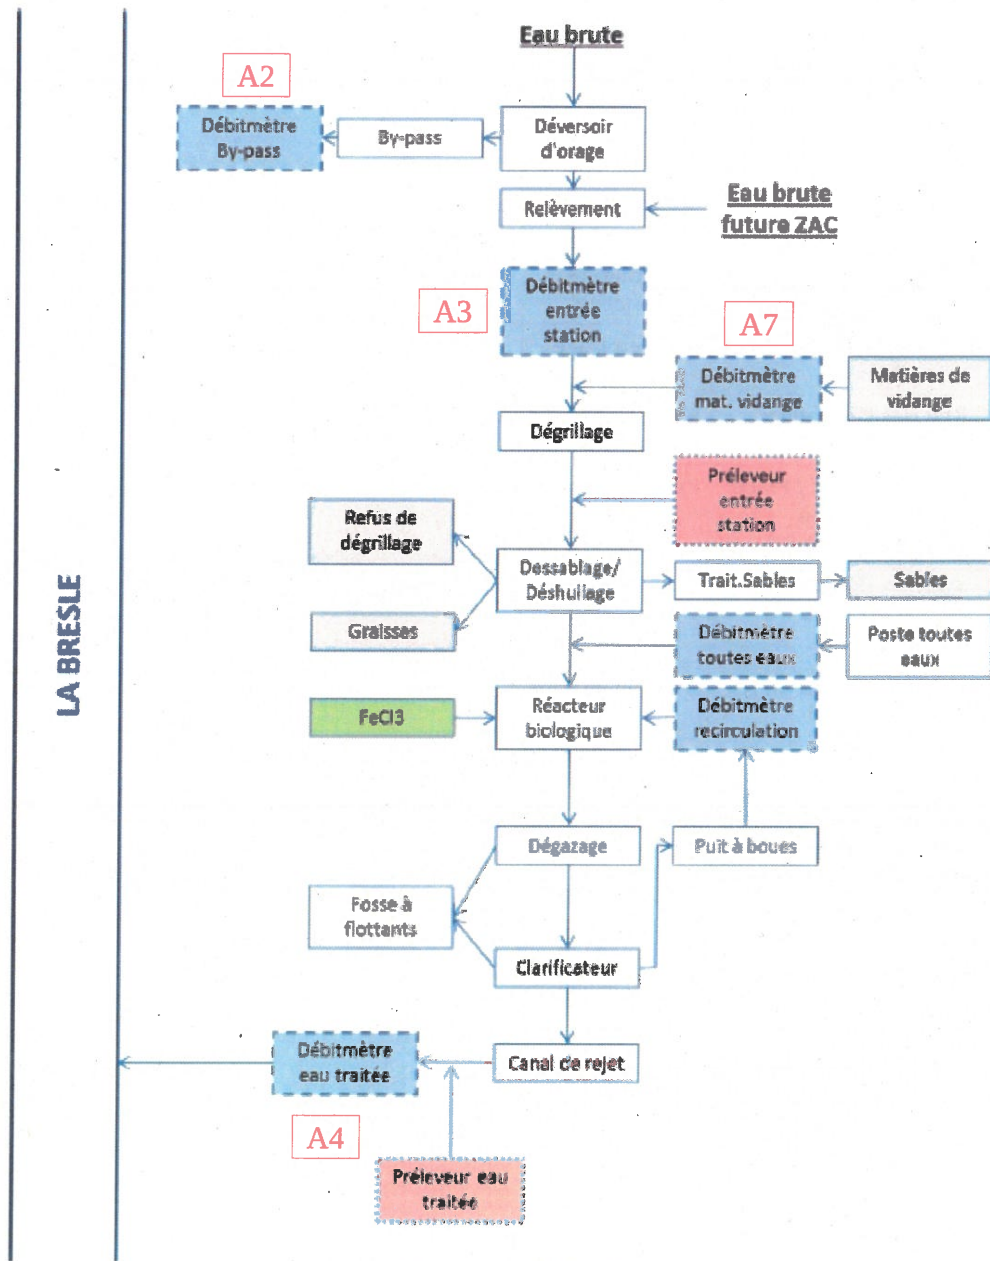 Eau brute
A2
Débitmètre
By-pass
By-pass
Déversoir
d'orage
Relèvement
Eau brute
future ZAC
A3
Débitmètre
entrée
station
A7
Débitmètre
mat. vidange
Matières de
vidange
Dégrillage
Préleveur
entrée
station
Refus de
dégrillage
Dessablage/
Déshuilage
Trait.Sables
Sables
Graisses
Débitmètre
toutes eaux
Poste toutes
eaux
LA BRESLE
FeCl3
Réacteur
biologique
Débitmètre
recirculation
Dégazage
Puit à boues
Fosse à
flottants
Clarificateur
Débitmètre
eau traitée
Canal de rejet
A4
Préleveur eau
traitée